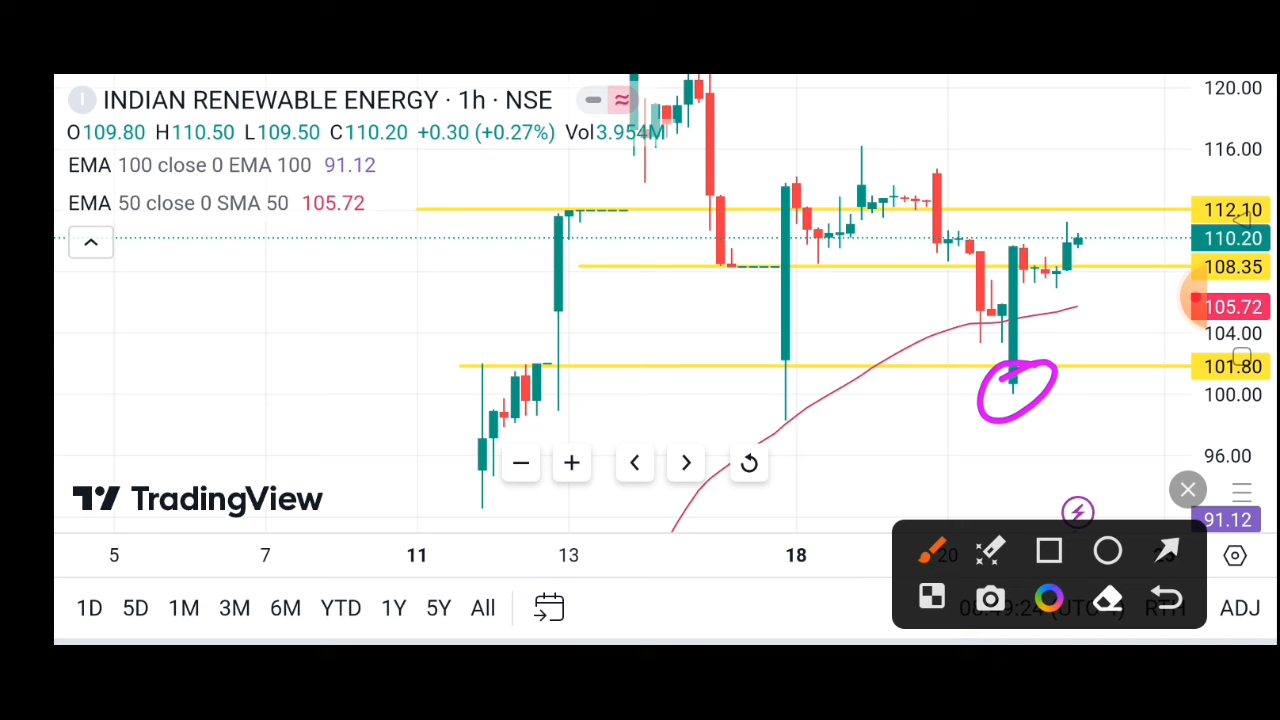 INDIAN RENEWABLE ENERGY · 1h · NSE
O109.80 H110.50 L109.50 C110.20 +0.30 (+0.27%) Vol3.954M
EMA 100 close 0 EMA 100 91.12
EMA 50 close 0 SMA 50 105.72
120.00
116.00
112.10
110.20
108.35
105.72
104.00
101.80
100.00
96.00
91.12
TradingView
5 7 11 13 18 20
1D 5D 1M 3M 6M YTD 1Y 5Y All RTH ADJ